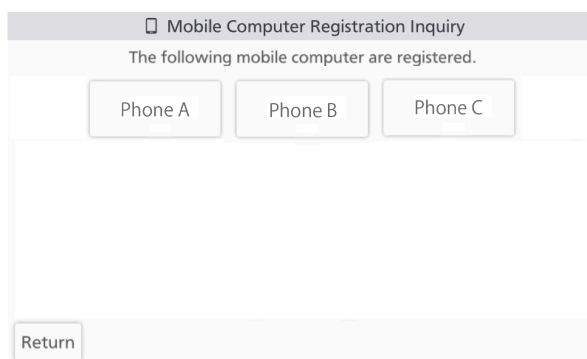 Mobile Computer Registration Inquiry
The following mobile computer are registered.
Phone A
Phone B
Phone C
Return